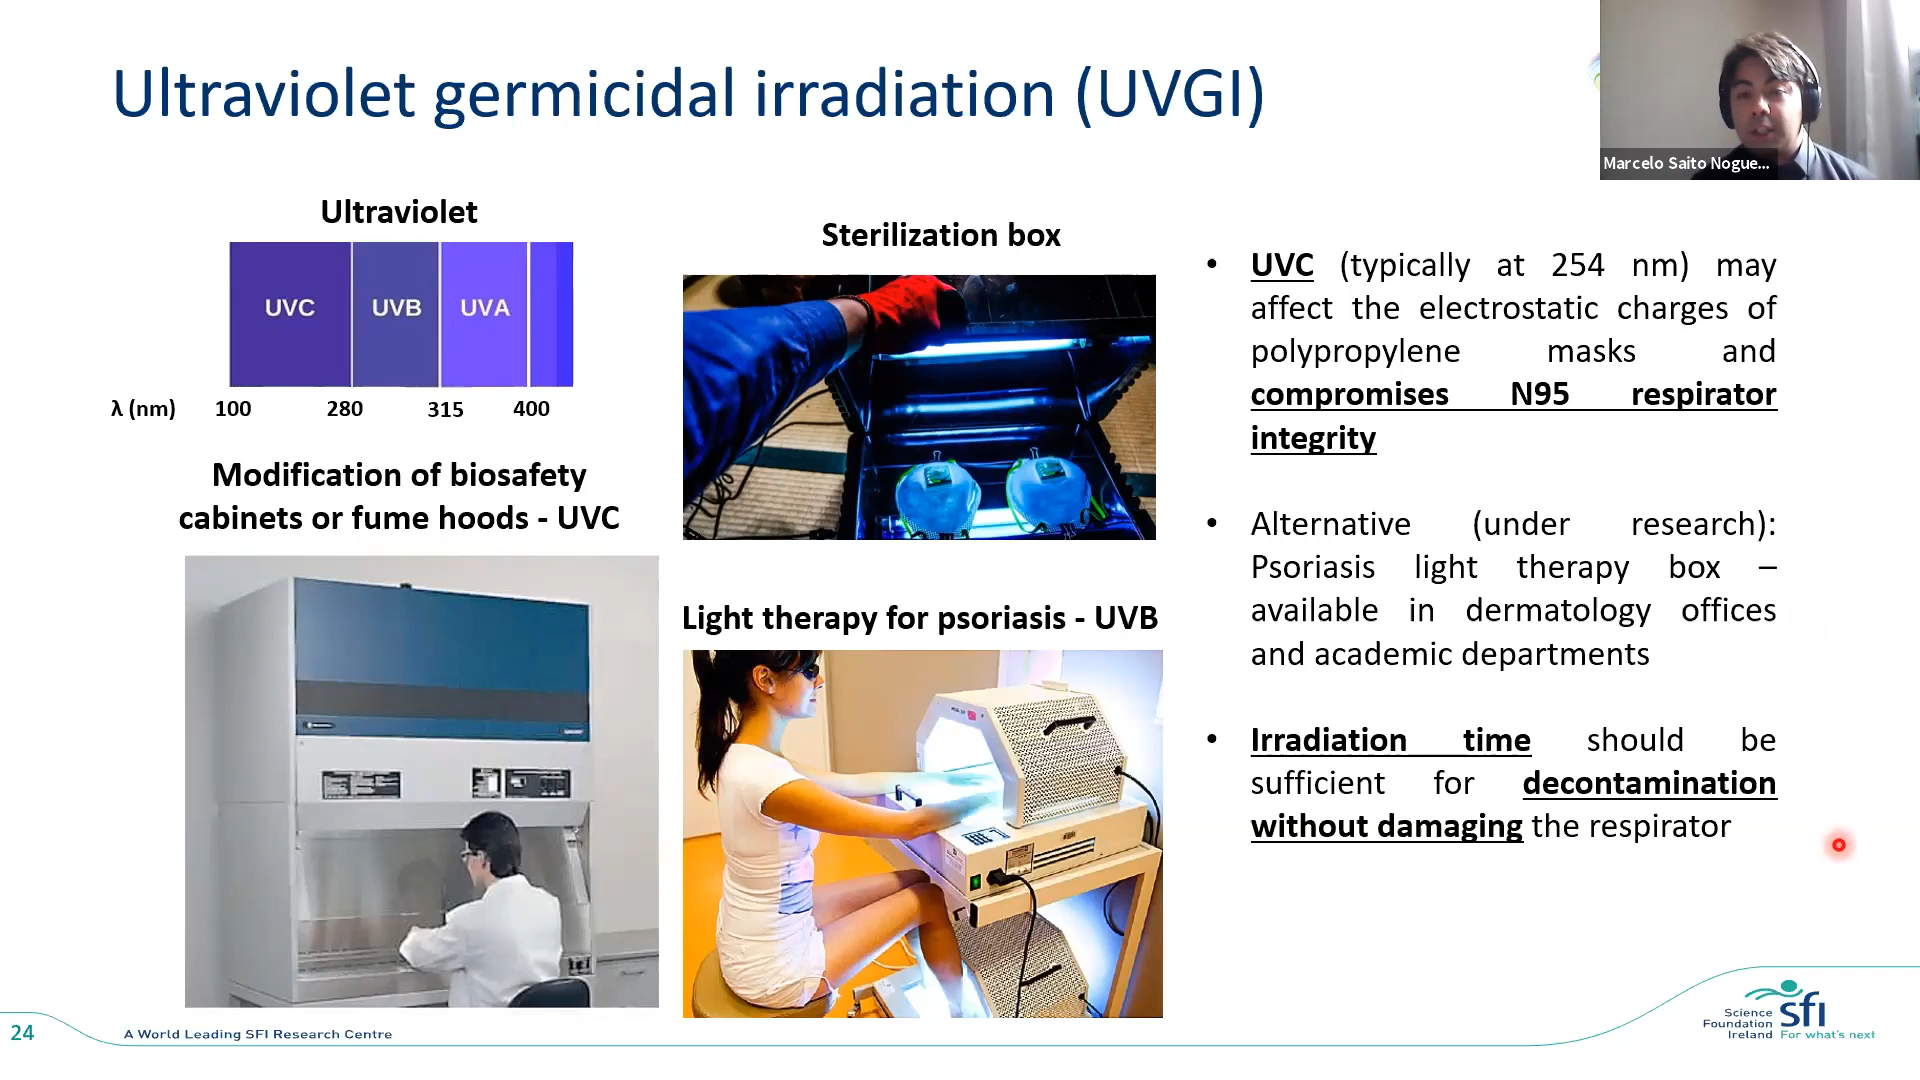 Ultraviolet germicidal irradiation (UVGI)
Marcelo Saito Nogue...
Ultraviolet
UVC UVB UVA
λ (nm) 100 280 315 400
Modification of biosafety
cabinets or fume hoods - UVC
Sterilization box
Light therapy for psoriasis - UVB
• UVC (typically at 254 nm) may
affect the electrostatic charges of
polypropylene masks and
compromises N95 respirator
integrity
• Alternative (under research):
Psoriasis light therapy box –
available in dermatology offices
and academic departments
• Irradiation time should be
sufficient for decontamination
without damaging the respirator
24
A World Leading SFI Research Centre
Science
Foundation
Ireland
sfi
For what's next